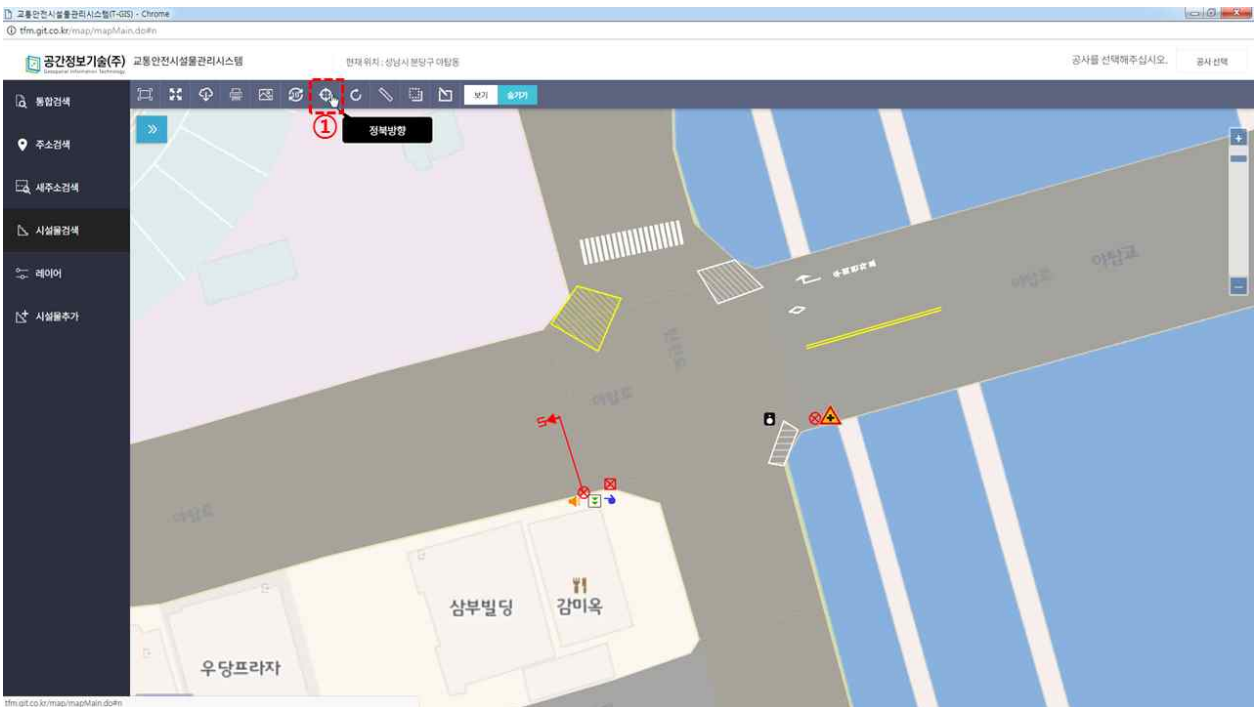 교통안전시설물관리시스템(T-GIS) - Chrome
tfm.git.co.kr/map/mapMain.do#n
공간정보기술(주) 교통안전시설물관리시스템
Geospatial Information Technology
현재 위치 : 성남시 분당구 야탑동
공사를 선택해주십시오.
공사 선택
통합검색
주소검색
새주소검색
시설물검색
레이어
시설물추가
보기
숨기기
①
정북방향
야탑교
야탑로
야탑로
삼부빌딩
감미옥
우당프라자
tfm.git.co.kr/map/mapMain.do#n